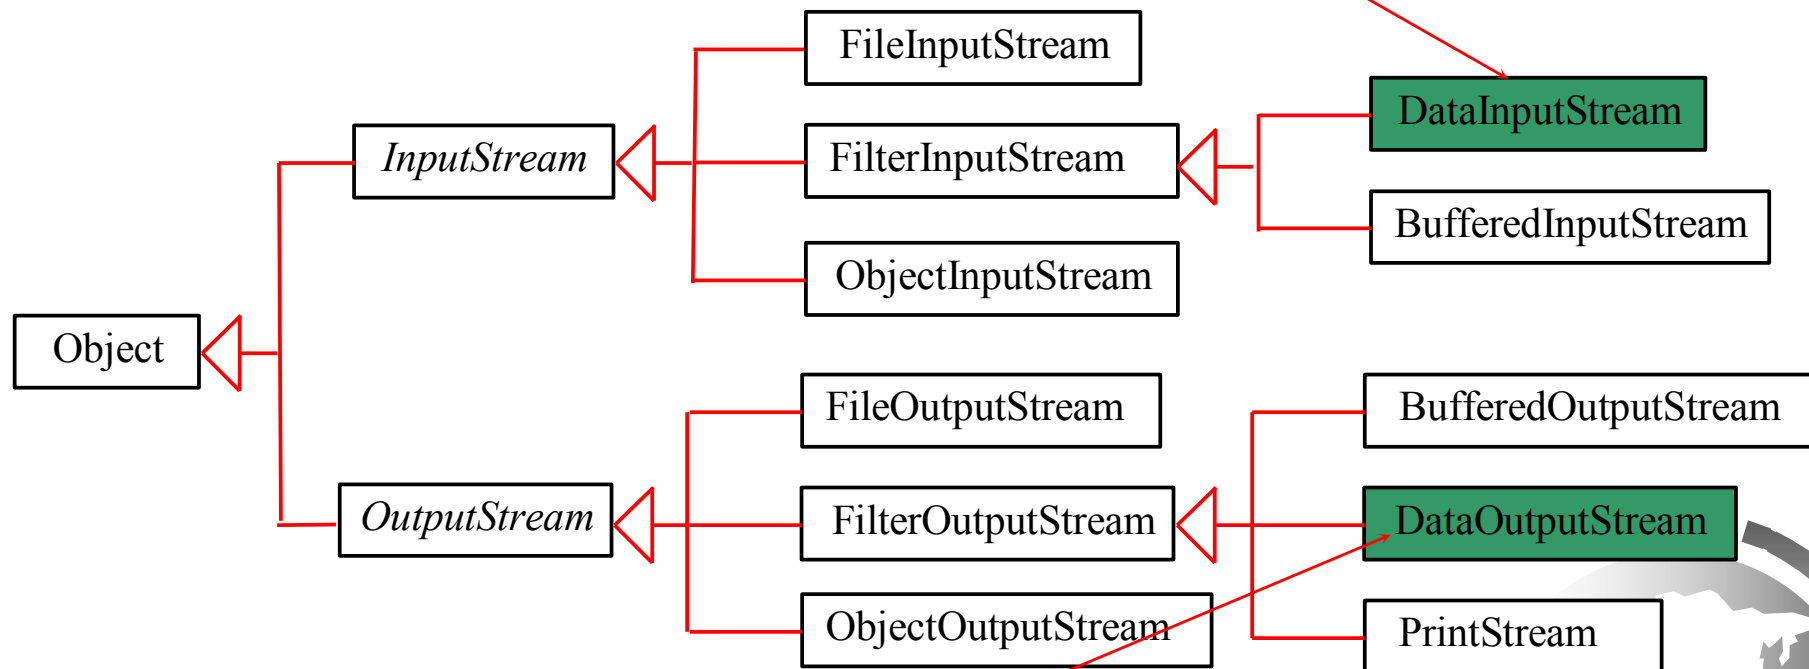 FileInputStream
DataInputStream
InputStream
FilterInputStream
BufferedInputStream
ObjectInputStream
Object
FileOutputStream
BufferedOutputStream
OutputStream
FilterOutputStream
DataOutputStream
ObjectOutputStream
PrintStream